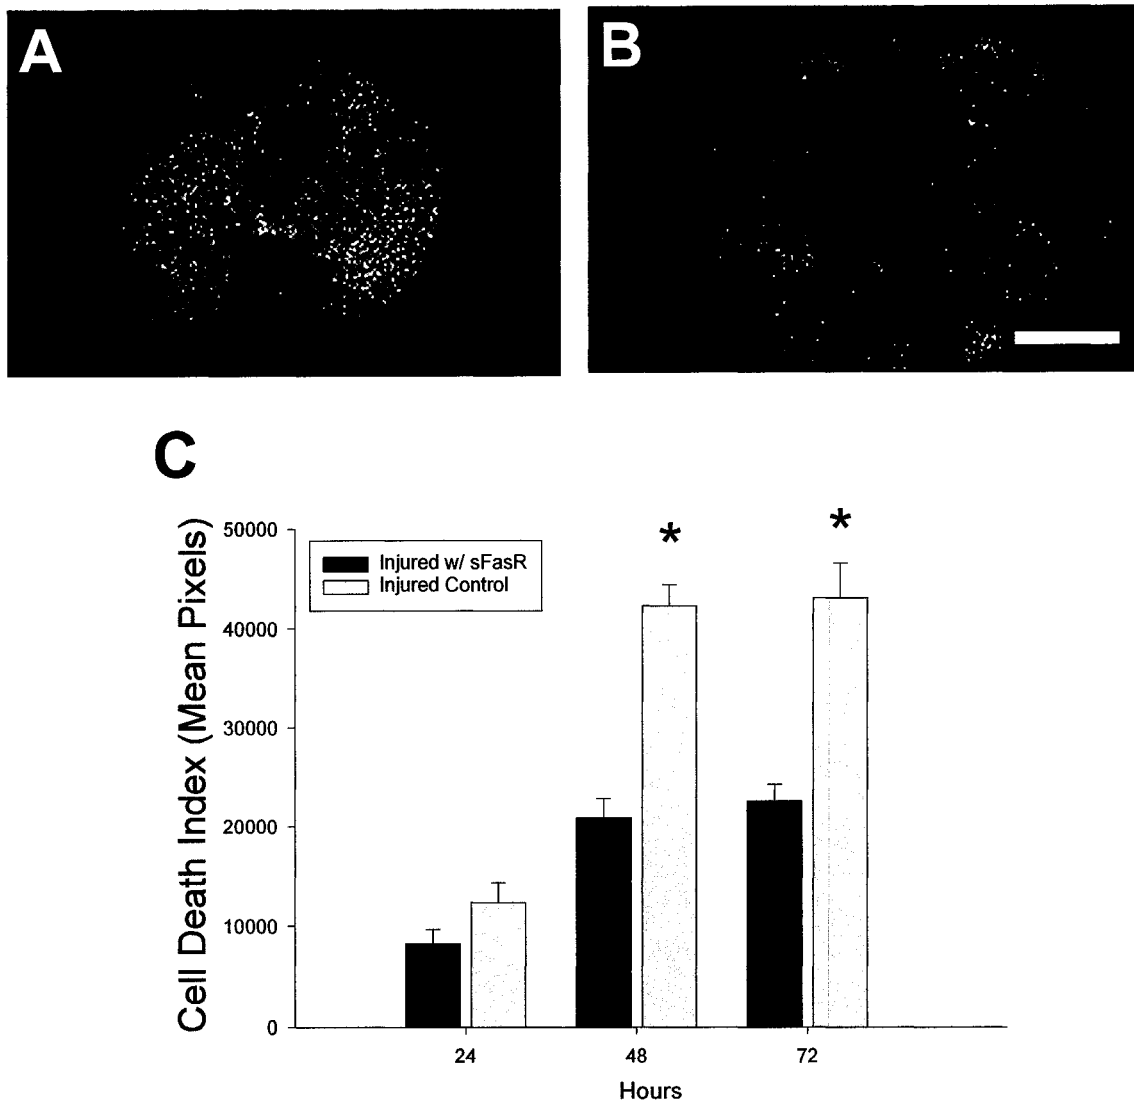 A
B
C
Cell Death Index (Mean Pixels)
50000
40000
30000
20000
10000
0
Injured w/ sFasR
Injured Control
*
*
24
48
72
Hours